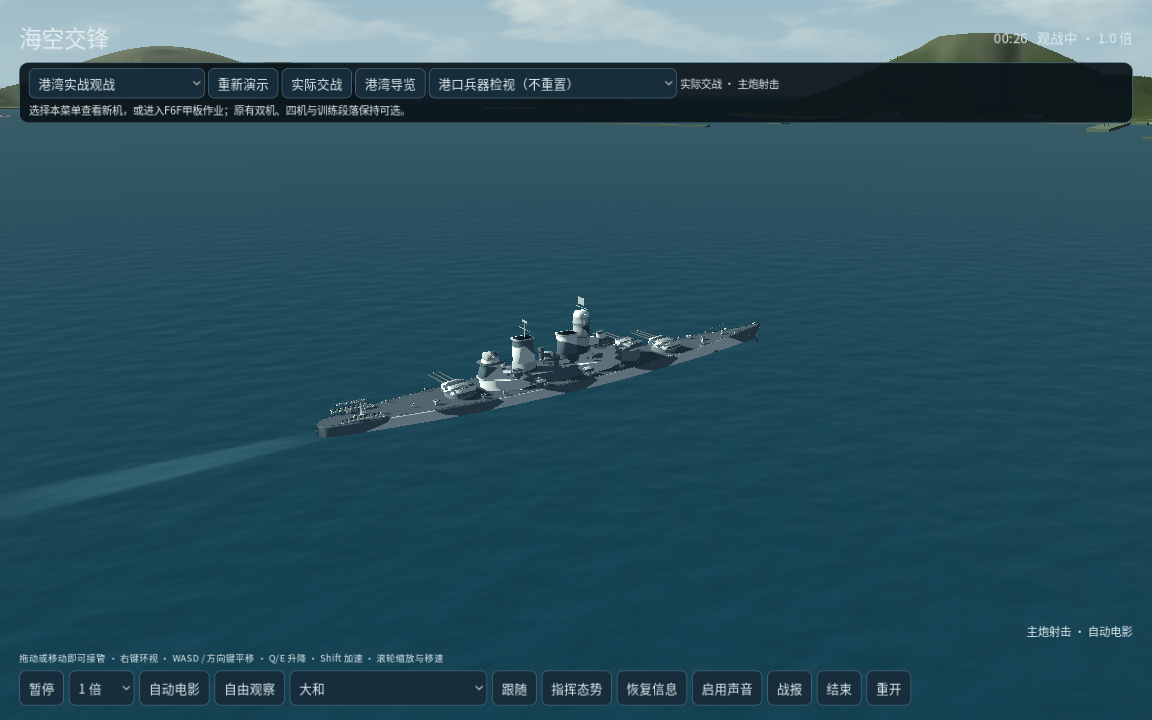 海空交锋
00:26 观战中 · 1.0 倍
港湾实战观战 重新演示 实际交战 港湾导览 港口兵器检视（不重置） 实际交战 · 主炮射击
选择本菜单查看新机，或进入F6F甲板作业；原有双机、四机与训练段落保持可选。
主炮射击 · 自动电影
拖动或移动即可接管 · 右键环视 · WASD / 方向键平移 · Q/E 升降 · Shift 加速 · 滚轮缩放与移速
暂停 1 倍 自动电影 自由观察 大和 跟随 指挥态势 恢复信息 启用声音 战报 结束 重开